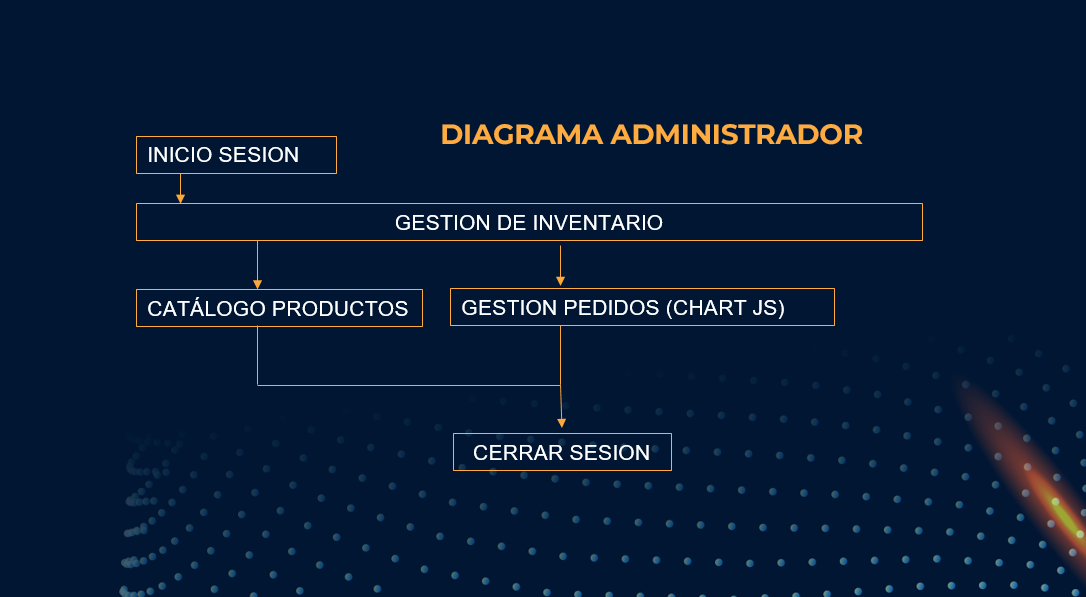 DIAGRAMA ADMINISTRADOR
INICIO SESION
GESTION DE INVENTARIO
CATÁLOGO PRODUCTOS
GESTION PEDIDOS (CHART JS)
CERRAR SESION